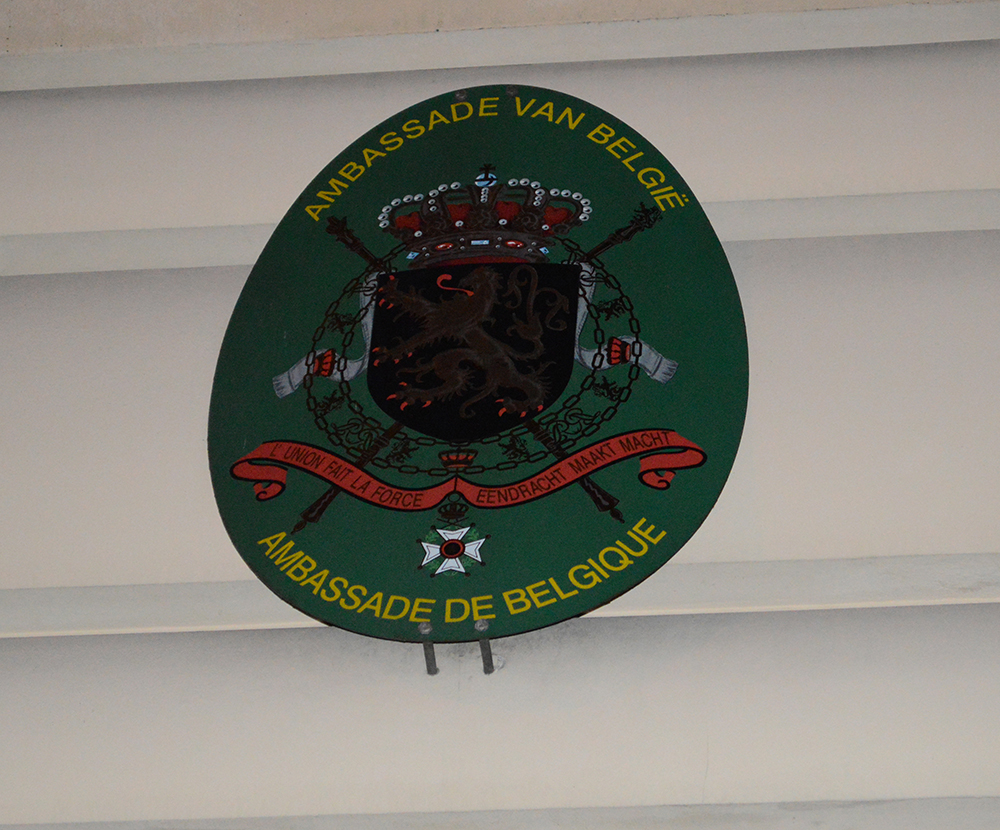 AMBASSADE VAN BELGIË
L'UNION FAIT LA FORCE EENDRACHT MAAKT MACHT
AMBASSADE DE BELGIQUE